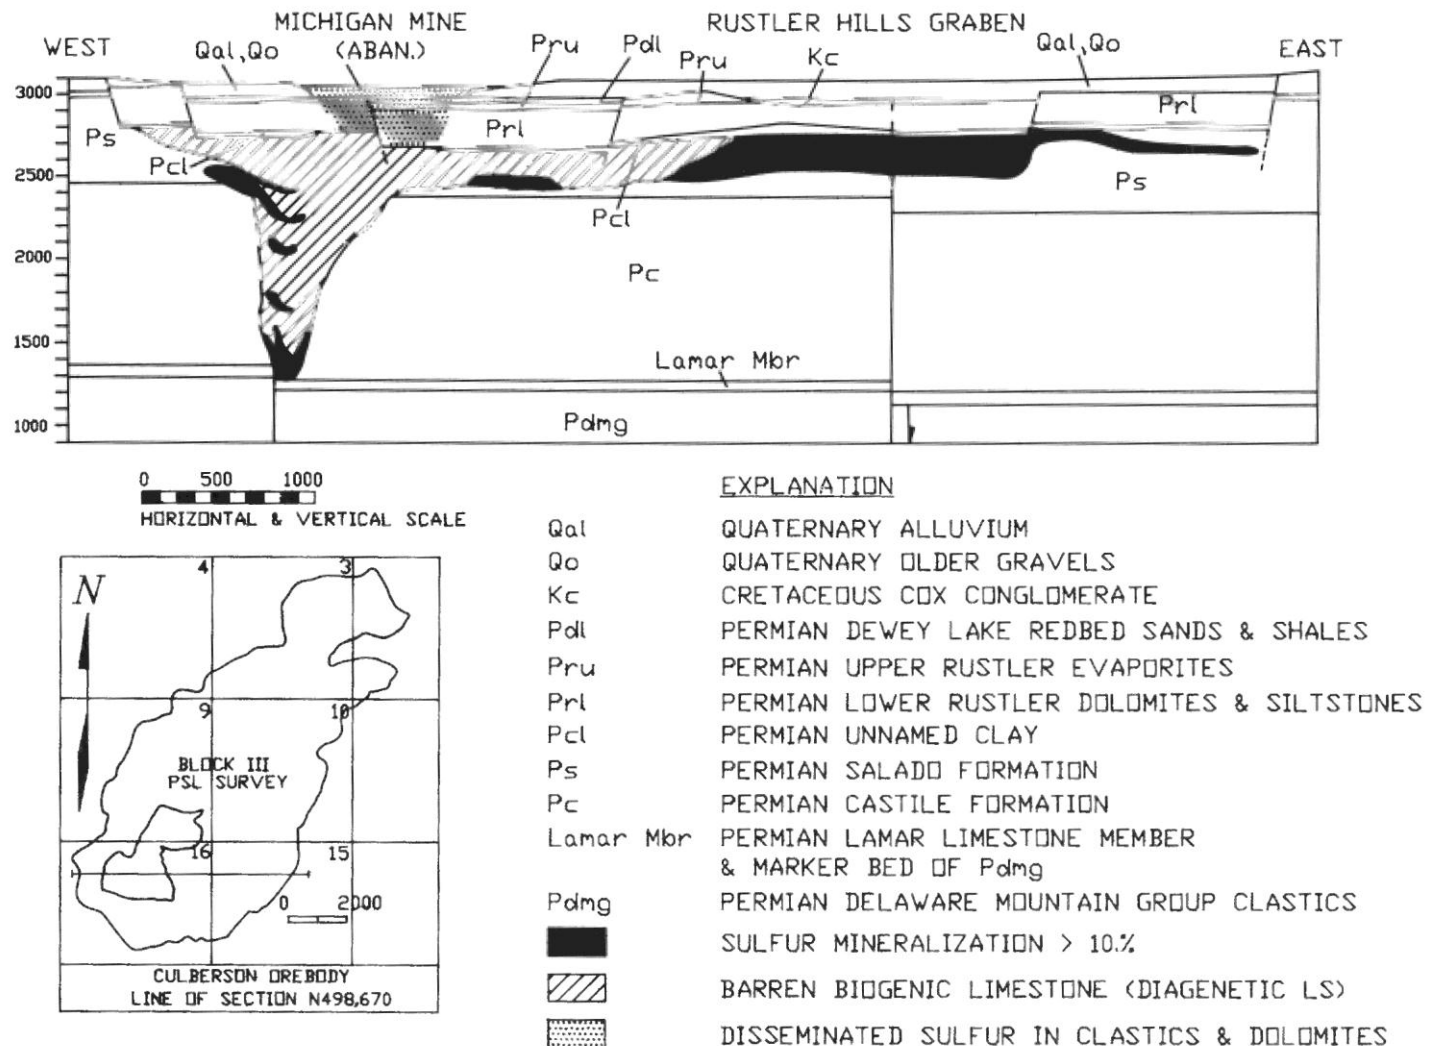 MICHIGAN MINE
(ABAN.)
RUSTLER HILLS GRABEN
WEST
Qal,Qo
Pru
Pdl
Pru
Kc
Qal,Qo
EAST
3000
Prl
Prl
Ps
Pcl
2500
Ps
Pcl
2000
Pc
1500
Lamar Mbr
1000
Pdmg
0 500 1000
HORIZONTAL & VERTICAL SCALE
N
4 3
9 10
BLOCK III
PSL SURVEY
16 15
0 2000
CULBERSON OREBODY
LINE OF SECTION N498,670
EXPLANATION
Qal QUATERNARY ALLUVIUM
Qo QUATERNARY OLDER GRAVELS
Kc CRETACEOUS COX CONGLOMERATE
Pdl PERMIAN DEWEY LAKE REDBED SANDS & SHALES
Pru PERMIAN UPPER RUSTLER EVAPORITES
Prl PERMIAN LOWER RUSTLER DOLOMITES & SILTSTONES
Pcl PERMIAN UNNAMED CLAY
Ps PERMIAN SALADO FORMATION
Pc PERMIAN CASTILE FORMATION
Lamar Mbr PERMIAN LAMAR LIMESTONE MEMBER
& MARKER BED OF Pdmg
Pdmg PERMIAN DELAWARE MOUNTAIN GROUP CLASTICS
SULFUR MINERALIZATION > 10.%
BARREN BIOGENIC LIMESTONE (DIAGENETIC LS)
DISSEMINATED SULFUR IN CLASTICS & DOLOMITES